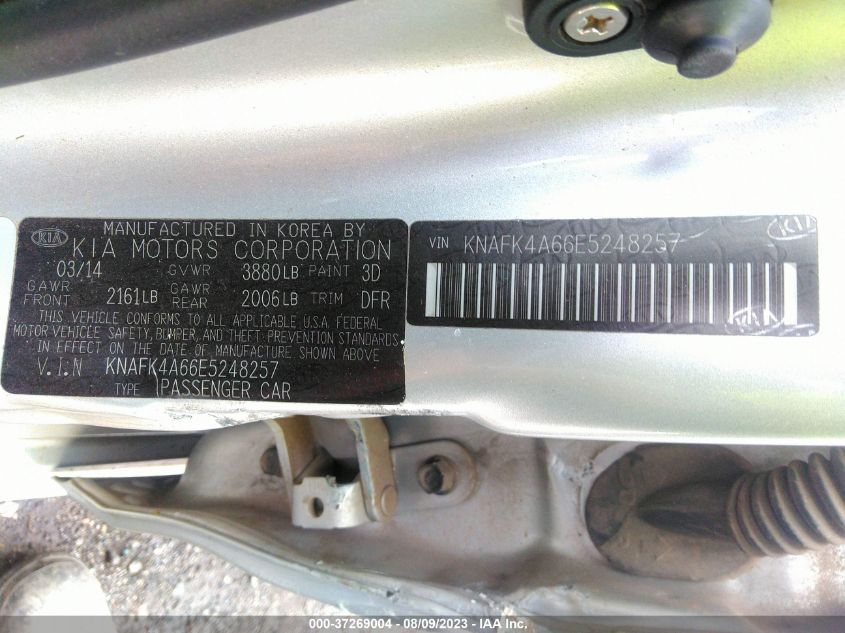 MANUFACTURED IN KOREA BY
KIA KIA MOTORS CORPORATION
03/14 GVWR 3880LB PAINT 3D
GAWR FRONT 2161LB GAWR REAR 2006LB TRIM DFR
THIS VEHICLE CONFORMS TO ALL APPLICABLE U.S.A. FEDERAL
MOTOR VEHICLE SAFETY, BUMPER, AND THEFT PREVENTION STANDARDS
IN EFFECT ON THE DATE OF MANUFACTURE SHOWN ABOVE
V.I.N KNAFK4A66E5248257
TYPE PASSENGER CAR
VIN KNAFK4A66E5248257
KIA
KIA
000-37269004 - 08/09/2023 - IAA Inc.